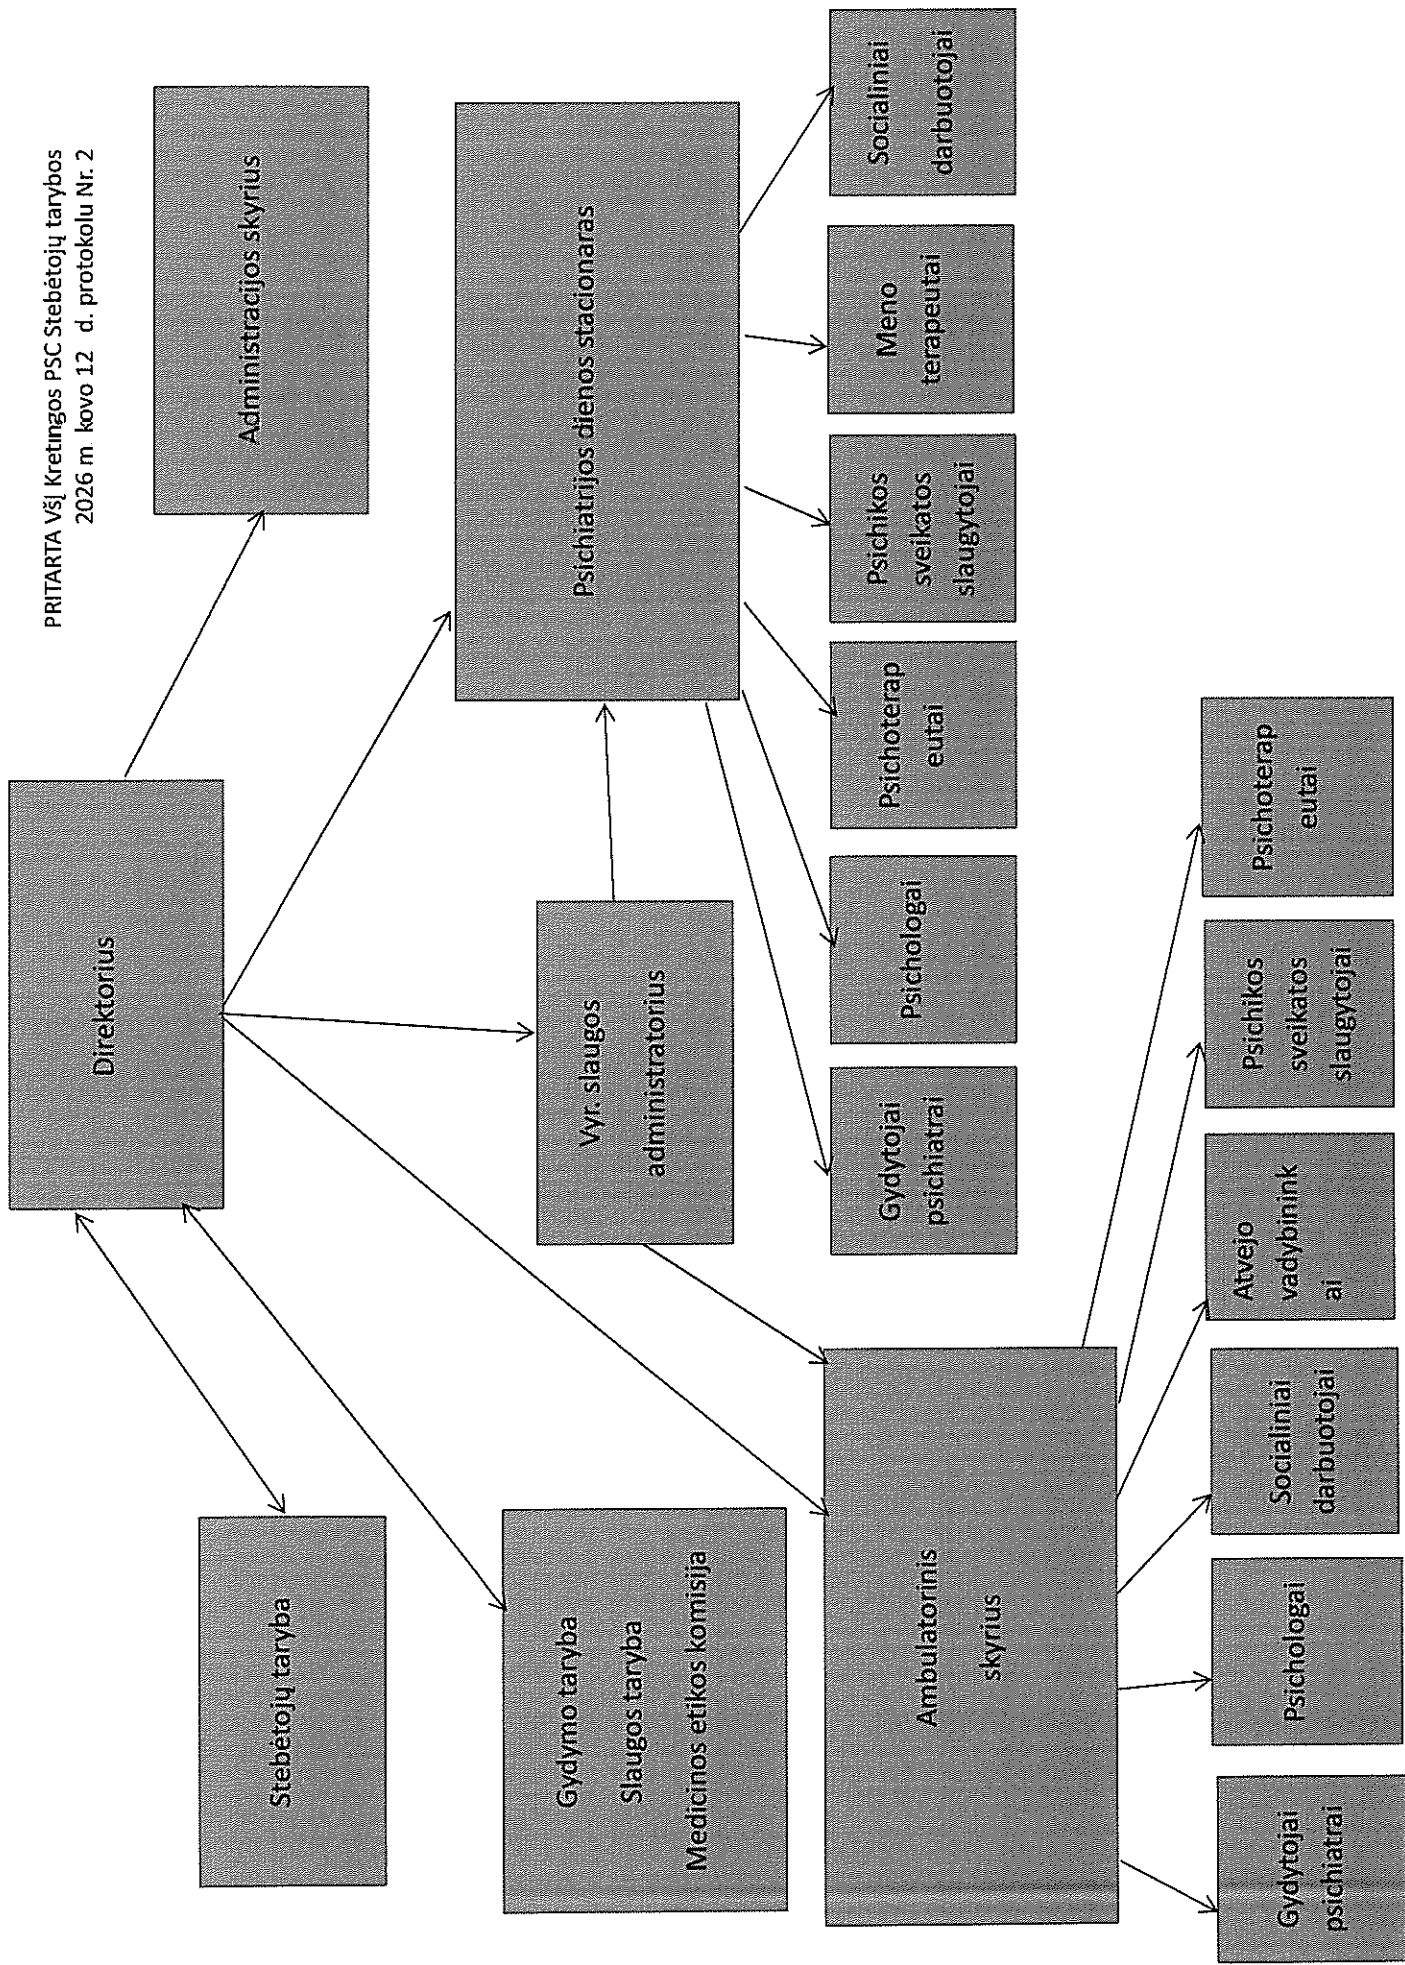 PRITARTA VšĮ Kretingos PSC Stebėtojų tarybos
2026 m. kovo 12 d. protokolu Nr. 2
Direktorius
Administracijos skyrius
Stebėtojų taryba
Gydymo taryba
Slaugos taryba
Medicinos etikos komisija
Vyr. slaugos
administratorius
Psichiatrijos dienos stacionaras
Ambulatorinis
skyrius
Gydytojai
psichiatrai
Psichologai
Psichoterap
eutai
Psichikos
sveikatos
slaugytojai
Meno
terapeutai
Socialiniai
darbuotojai
Gydytojai
psichiatrai
Psichologai
Socialiniai
darbuotojai
Atvejo
vadybinink
ai
Psichikos
sveikatos
slaugytojai
Psichoterap
eutai